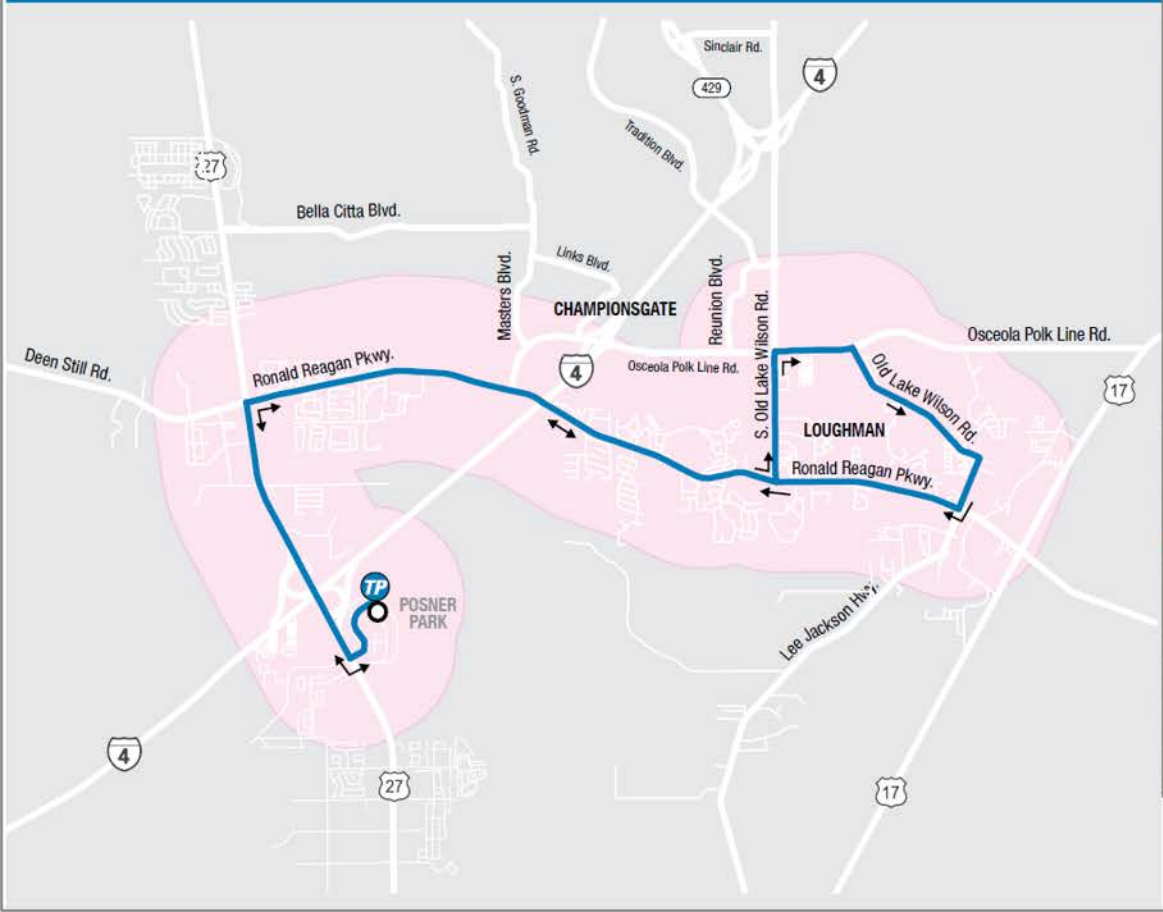 Sinclair Rd.
4
429
S. Goodman Rd.
Tradition Blvd.
27
Bella Citta Blvd.
Links Blvd.
Masters Blvd.
Reunion Blvd.
CHAMPIONSGATE
S. Old Lake Wilson Rd.
Osceola Polk Line Rd.
Deen Still Rd.
Ronald Reagan Pkwy.
4
Osceola Polk Line Rd.
Old Lake Wilson Rd.
17
LOUGHMAN
Ronald Reagan Pkwy.
TP
POSNER
PARK
Lee Jackson Hwy.
4
27
17